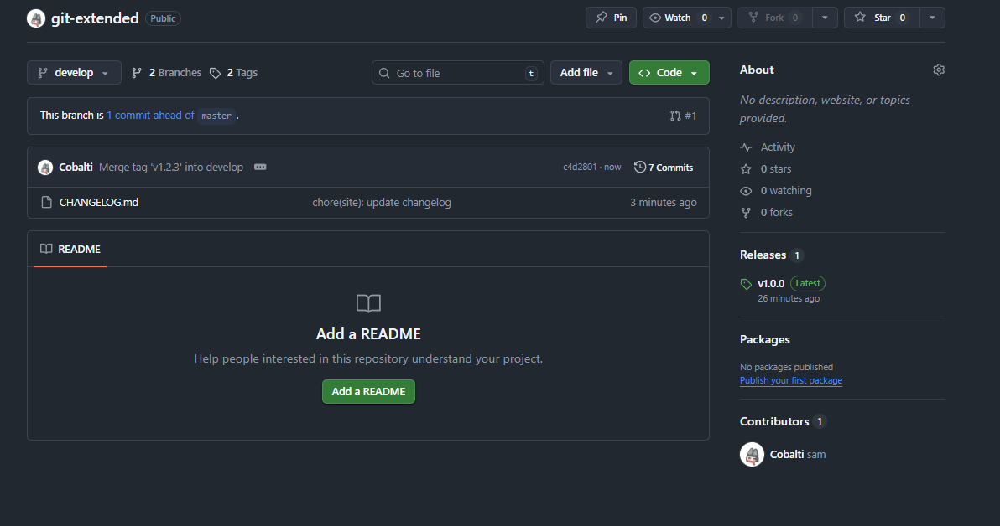 git-extended Public Pin Watch 0 Fork 0 Star 0
develop 2 Branches 2 Tags Go to file t Add file Code
This branch is 1 commit ahead of master . #1
Cobalti Merge tag 'v1.2.3' into develop c4d2801 · now 7 Commits
CHANGELOG.md chore(site): update changelog 3 minutes ago
README
Add a README
Help people interested in this repository understand your project.
Add a README
About
No description, website, or topics
provided.
Activity
0 stars
0 watching
0 forks
Releases 1
v1.0.0 Latest
26 minutes ago
Packages
No packages published
Publish your first package
Contributors 1
Cobalti sam